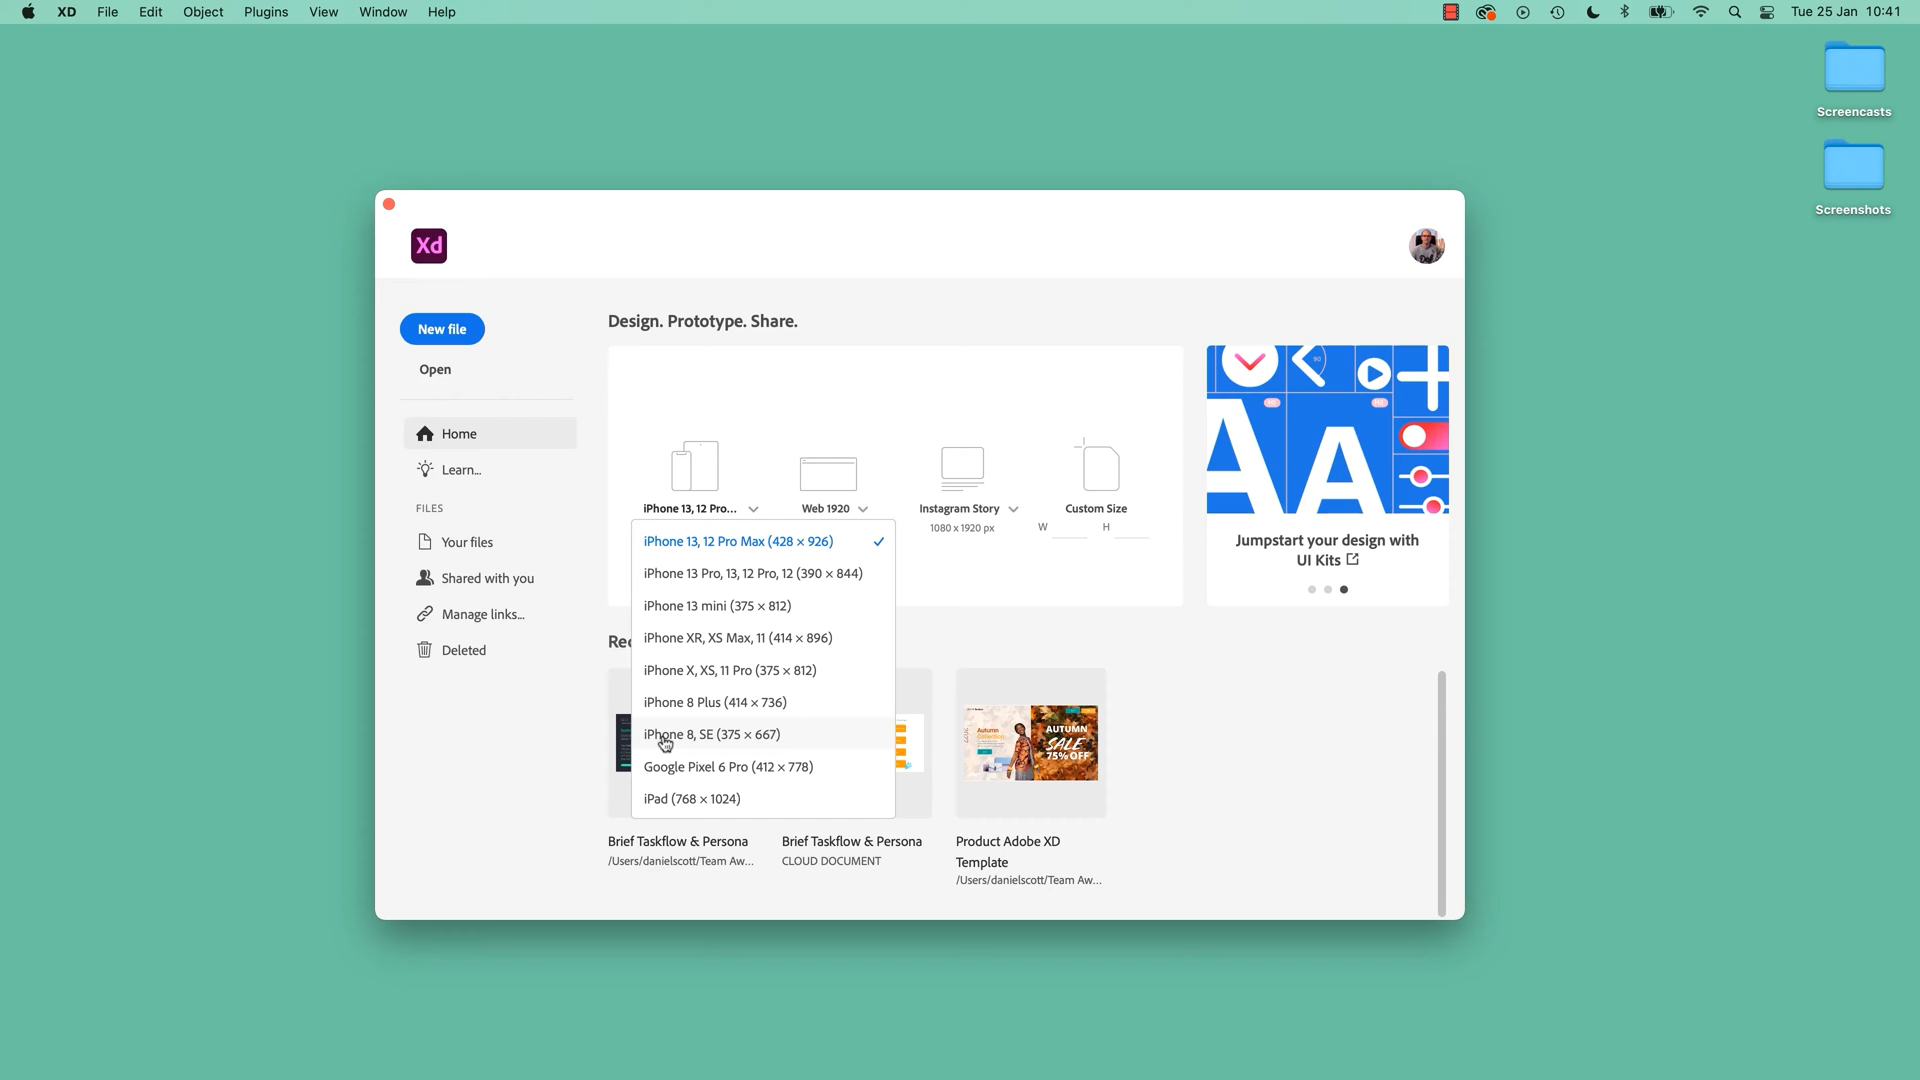 XD File Edit Object Plugins View Window Help Tue 25 Jan 10:41
Screencasts
Screenshots
Xd
New file
Open
Home
Learn...
FILES
Your files
Shared with you
Manage links...
Deleted
Design. Prototype. Share.
iPhone 13, 12 Pro... Web 1920 Instagram Story Custom Size
1080 x 1920 px W H
iPhone 13, 12 Pro Max (428 × 926)
iPhone 13 Pro, 13, 12 Pro, 12 (390 × 844)
iPhone 13 mini (375 × 812)
iPhone XR, XS Max, 11 (414 × 896)
iPhone X, XS, 11 Pro (375 × 812)
iPhone 8 Plus (414 × 736)
iPhone 8, SE (375 × 667)
Google Pixel 6 Pro (412 × 778)
iPad (768 × 1024)
90
A A
Jumpstart your design with
UI Kits
Autumn
Collection
AUTUMN
SALE
75% OFF
Brief Taskflow & Persona
/Users/danielscott/Team Aw...
Brief Taskflow & Persona
CLOUD DOCUMENT
Product Adobe XD
Template
/Users/danielscott/Team Aw...